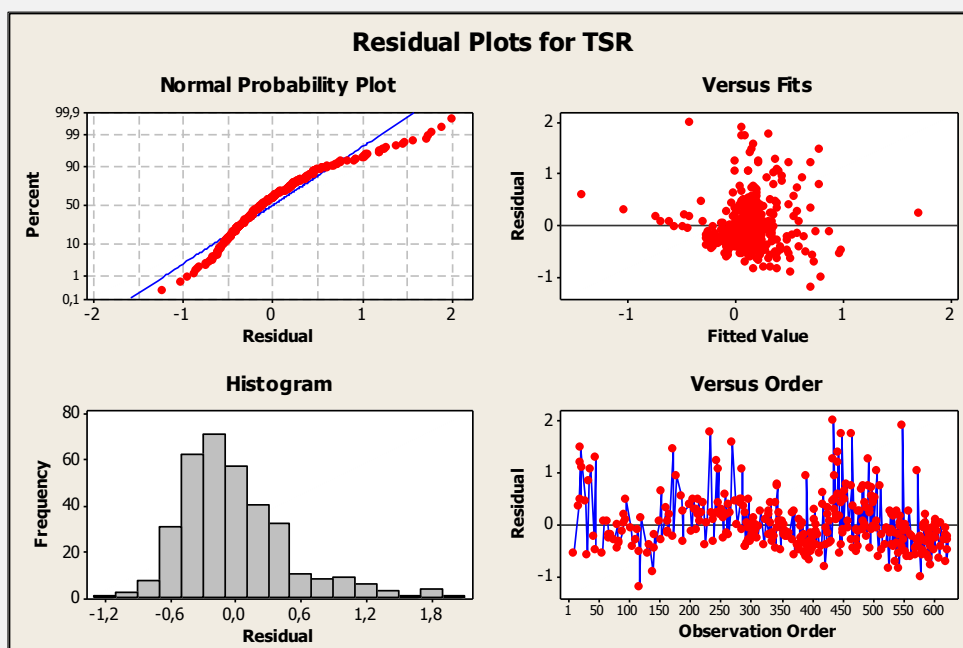 Residual Plots for TSR
Normal Probability Plot
99,9
99
90
50
10
1
0,1
Percent
-2 -1 0 1 2
Residual
Versus Fits
2
1
0
-1
Residual
-1 0 1 2
Fitted Value
Histogram
80
60
40
20
0
Frequency
-1,2 -0,6 0,0 0,6 1,2 1,8
Residual
Versus Order
2
1
0
-1
Residual
1 50 100 150 200 250 300 350 400 450 500 550 600
Observation Order